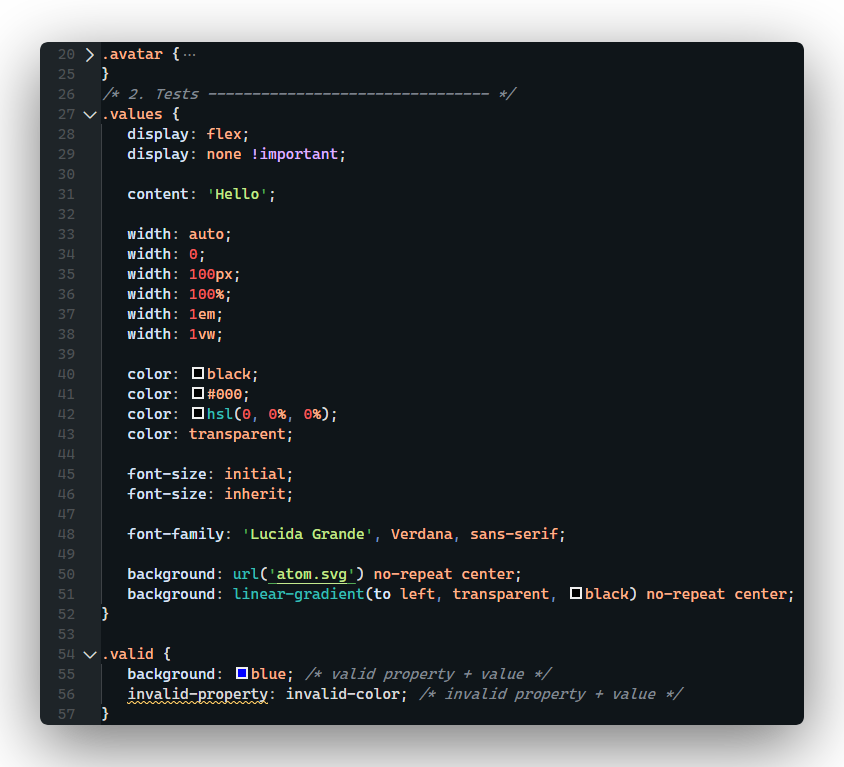 20 .avatar { ···
25 }
26 /* 2. Tests -------------------------------- */
27 .values {
28 display: flex;
29 display: none !important;
30
31 content: 'Hello';
32
33 width: auto;
34 width: 0;
35 width: 100px;
36 width: 100%;
37 width: 1em;
38 width: 1vw;
39
40 color: black;
41 color: #000;
42 color: hsl(0, 0%, 0%);
43 color: transparent;
44
45 font-size: initial;
46 font-size: inherit;
47
48 font-family: 'Lucida Grande', Verdana, sans-serif;
49
50 background: url('atom.svg') no-repeat center;
51 background: linear-gradient(to left, transparent, black) no-repeat center;
52 }
53
54 .valid {
55 background: blue; /* valid property + value */
56 invalid-property: invalid-color; /* invalid property + value */
57 }